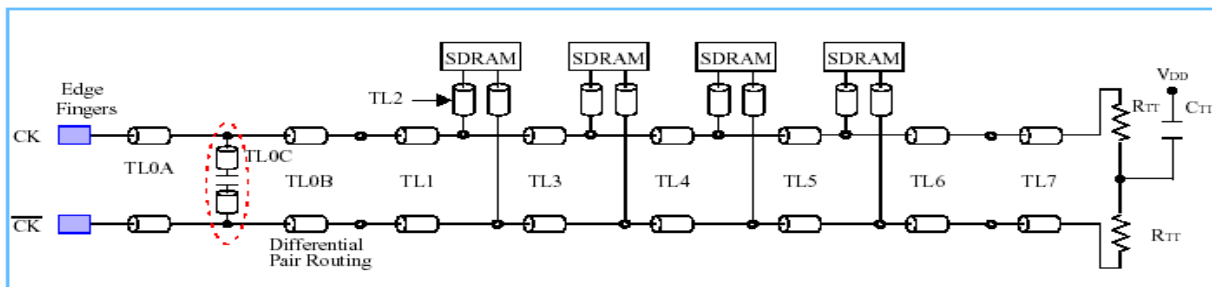 SDRAM SDRAM SDRAM SDRAM
VDD
Edge
Fingers
TL2
RTT
CTT
CK
TL0A
TL0C
TL0B
TL1
TL3
TL4
TL5
TL6
TL7
CK
Differential
Pair Routing
RTT